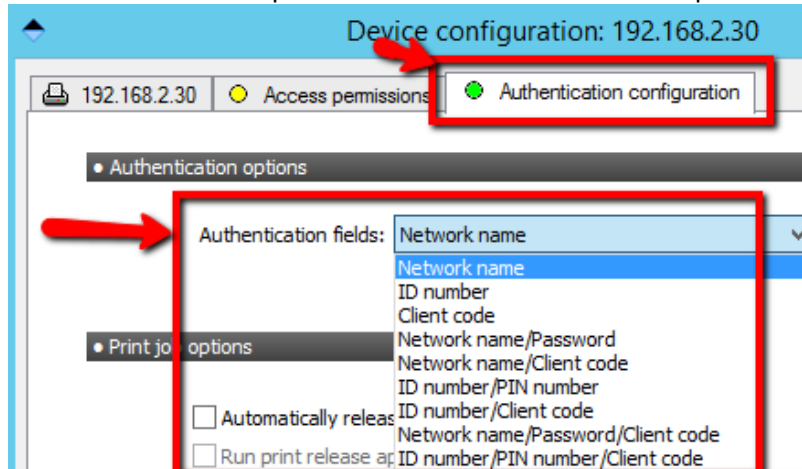 Device configuration: 192.168.2.30
192.168.2.30
Access permissions
Authentication configuration
• Authentication options
Authentication fields: Network name
Network name
ID number
Client code
Network name/Password
Network name/Client code
• Print job options
ID number/PIN number
Automatically releas
ID number/Client code
Network name/Password/Client code
Run print release ap
ID number/PIN number/Client code